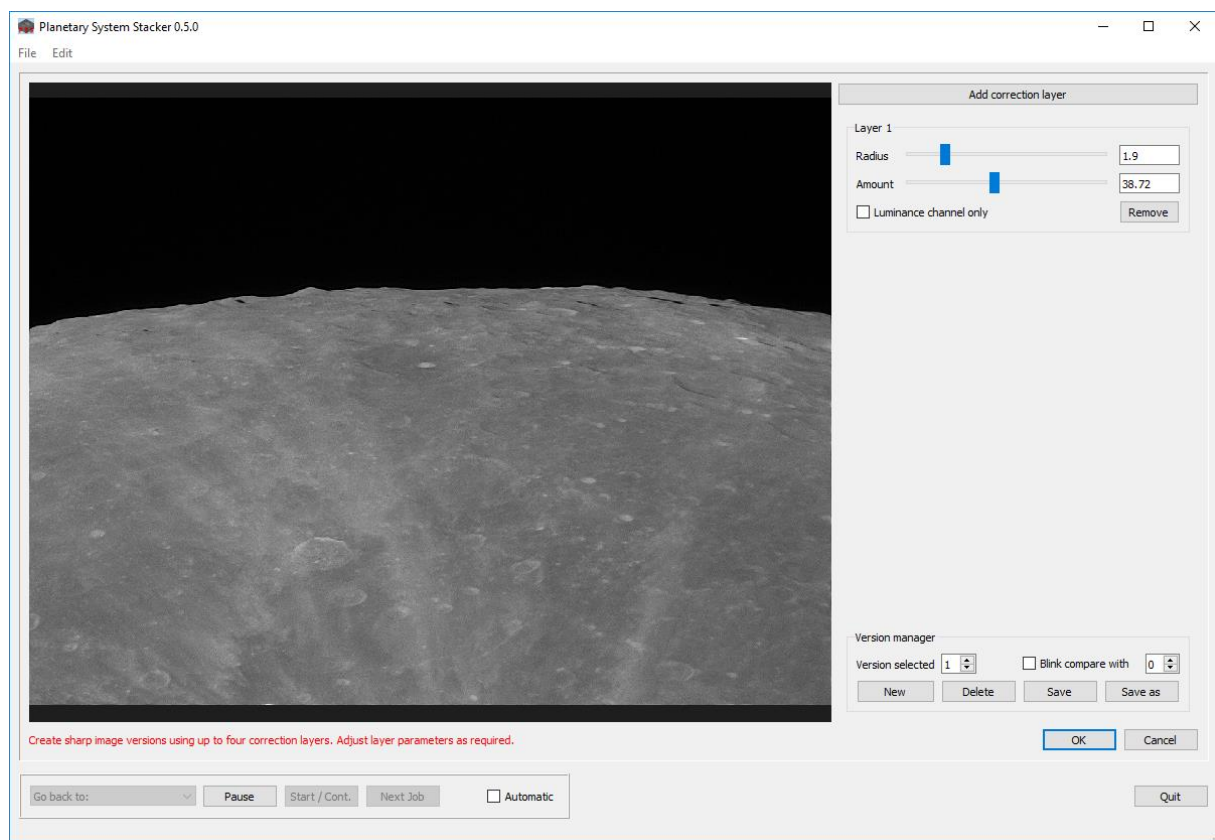 Planetary System Stacker 0.5.0
File Edit
Add correction layer
Layer 1
Radius 1.9
Amount 38.72
Luminance channel only Remove
Version manager
Version selected 1 Blink compare with 0
New Delete Save Save as
Create sharp image versions using up to four correction layers. Adjust layer parameters as required.
OK Cancel
Go back to: Pause Start / Cont. Next Job Automatic Quit